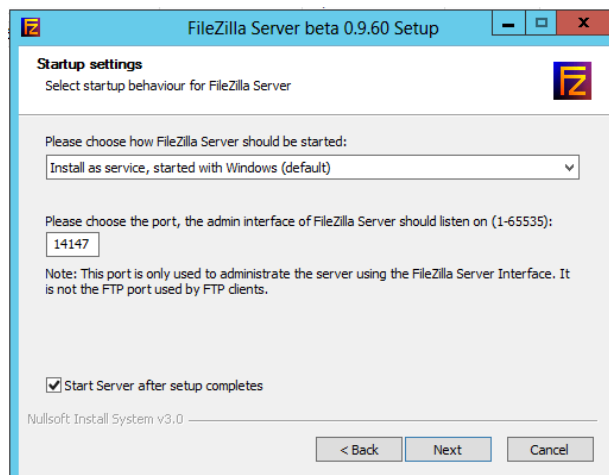 FileZilla Server beta 0.9.60 Setup
Startup settings
Select startup behaviour for FileZilla Server
Please choose how FileZilla Server should be started:
Install as service, started with Windows (default)
Please choose the port, the admin interface of FileZilla Server should listen on (1-65535):
14147
Note: This port is only used to administrate the server using the FileZilla Server Interface. It
is not the FTP port used by FTP clients.
Start Server after setup completes
Nullsoft Install System v3.0
< Back Next Cancel